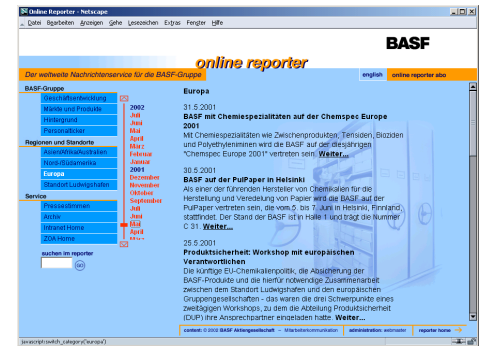 Online Reporter - Netscape
Datei Bearbeiten Anzeigen Gehe Lesezeichen Extras Fenster Hilfe
BASF
online reporter
Der weltweite Nachrichtenservice für die BASF-Gruppe
english
online reporter abo
BASF-Gruppe
Geschäftsentwicklung
Märkte und Produkte
Hintergrund
Personalticker
Regionen und Standorte
Asien/Afrika/Australien
Nord-/Südamerika
Europa
Standort Ludwigshafen
Service
Pressestimmen
Archiv
Intranet Home
ZOA Home
suchen im reporter
GO
2002
Juli
Juni
Mai
April
März
Februar
Januar
2001
Dezember
November
Oktober
September
Juli
Juni
Mai
April
März
Europa
31.5.2001
BASF mit Chemiespezialitäten auf der Chemspec Europe
2001
Mit Chemiespezialitäten wie Zwischenprodukten, Tensiden, Bioziden
und Polyethyleniminen wird die BASF auf der diesjährigen
"Chemspec Europe 2001" vertreten sein. Weiter...
30.5.2001
BASF auf der PulPaper in Helsinki
Als einer der führenden Hersteller von Chemikalien für die
Herstellung und Veredelung von Papier wird die BASF auf der
PulPaper vertreten sein, die vom 5. bis 7. Juni in Helsinki, Finnland,
stattfindet. Der Stand der BASF ist in Halle 1 und trägt die Nummer
C 31. Weiter...
25.5.2001
Produktsicherheit: Workshop mit europäischen
Verantwortlichen
Die künftige EU-Chemikalienpolitik, die Absicherung der
BASF-Produkte und die hierfür notwendige Zusammenarbeit
zwischen dem Standort Ludwigshafen und den europäischen
Gruppengesellschaften - das waren die drei Schwerpunkte eines
zweitägigen Workshops, zu dem die Abteilung Produktsicherheit
(DUP) ihre Ansprechpartner eingeladen hatte. Weiter...
content: © 2002 BASF Aktiengesellschaft – Mitarbeiterkommunikation
administration: webmaster
reporter home
javascript:switch_category('europa')